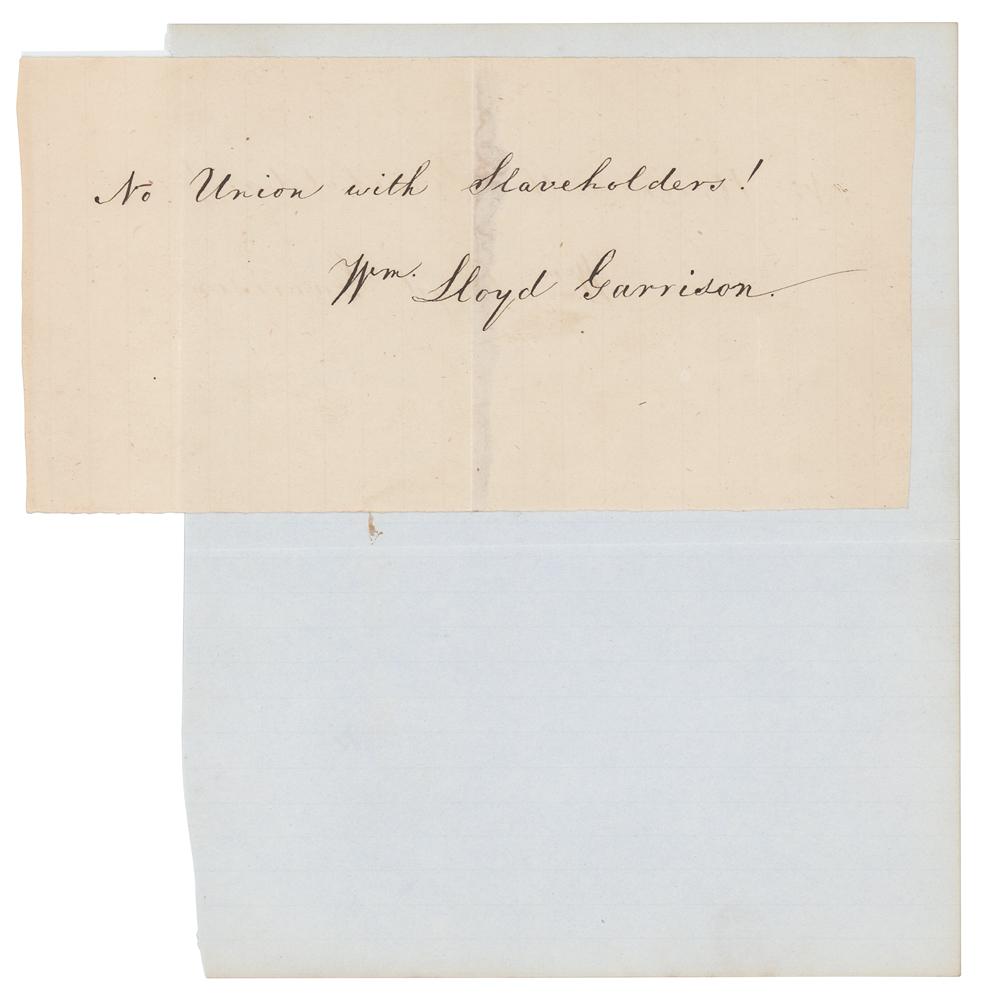 No Union with Slaveholders!
Wm. Lloyd Garrison.